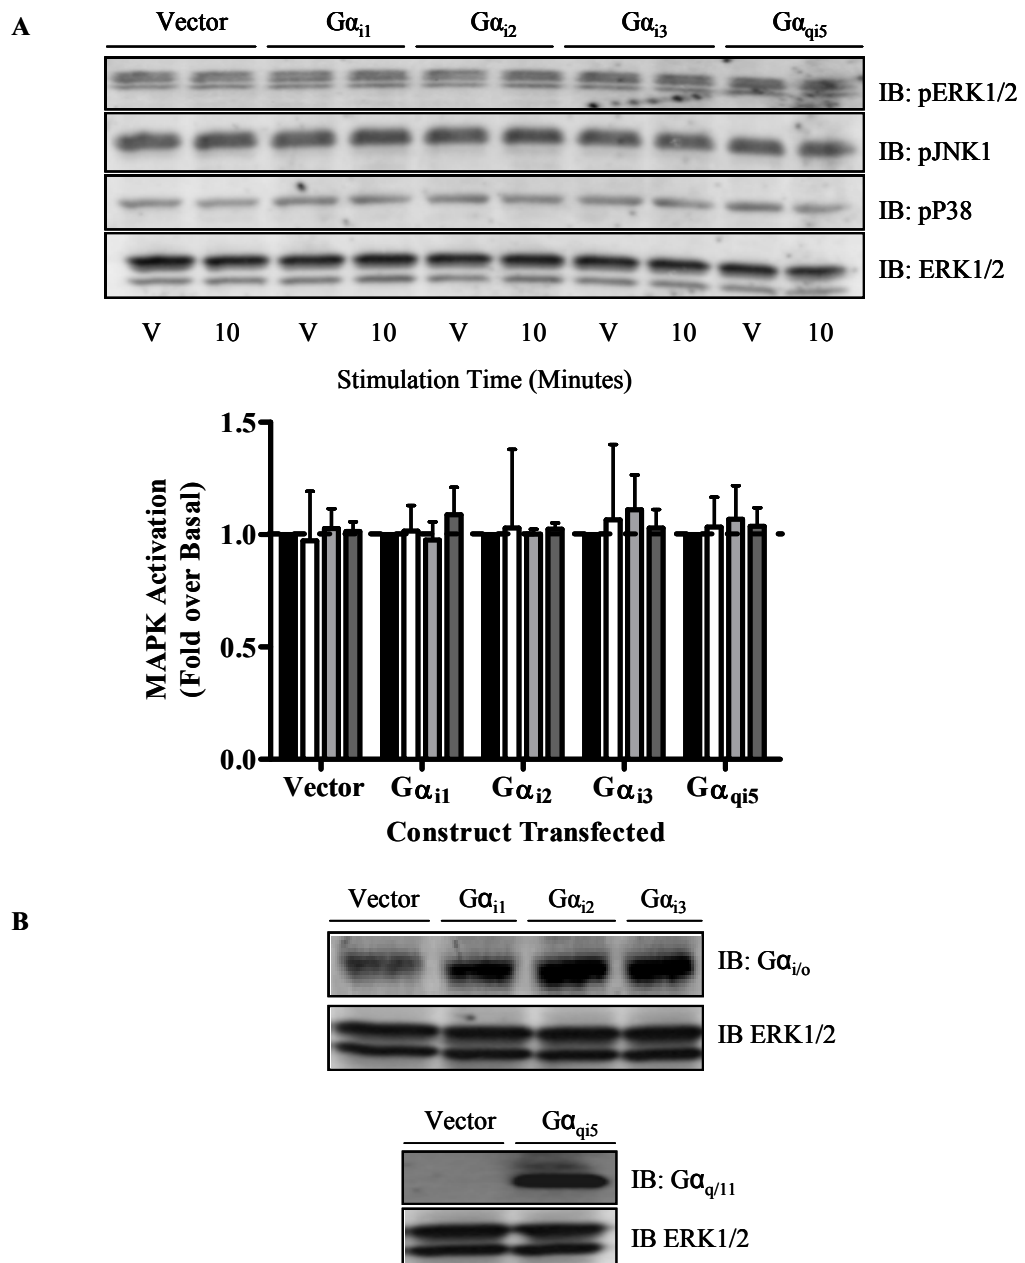 A
Vector Gαi1 Gαi2 Gαi3 Gαqi5
IB: pERK1/2
IB: pJNK1
IB: pP38
IB: ERK1/2
V 10 V 10 V 10 V 10 V 10
Stimulation Time (Minutes)
MAPK Activation
(Fold over Basal)
1.5
1.0
0.5
0.0
Vector Gαi1 Gαi2 Gαi3 Gαqi5
Construct Transfected
B
Vector Gαi1 Gαi2 Gαi3
IB: Gαi/o
IB ERK1/2
Vector Gαqi5
IB: Gαq/11
IB ERK1/2